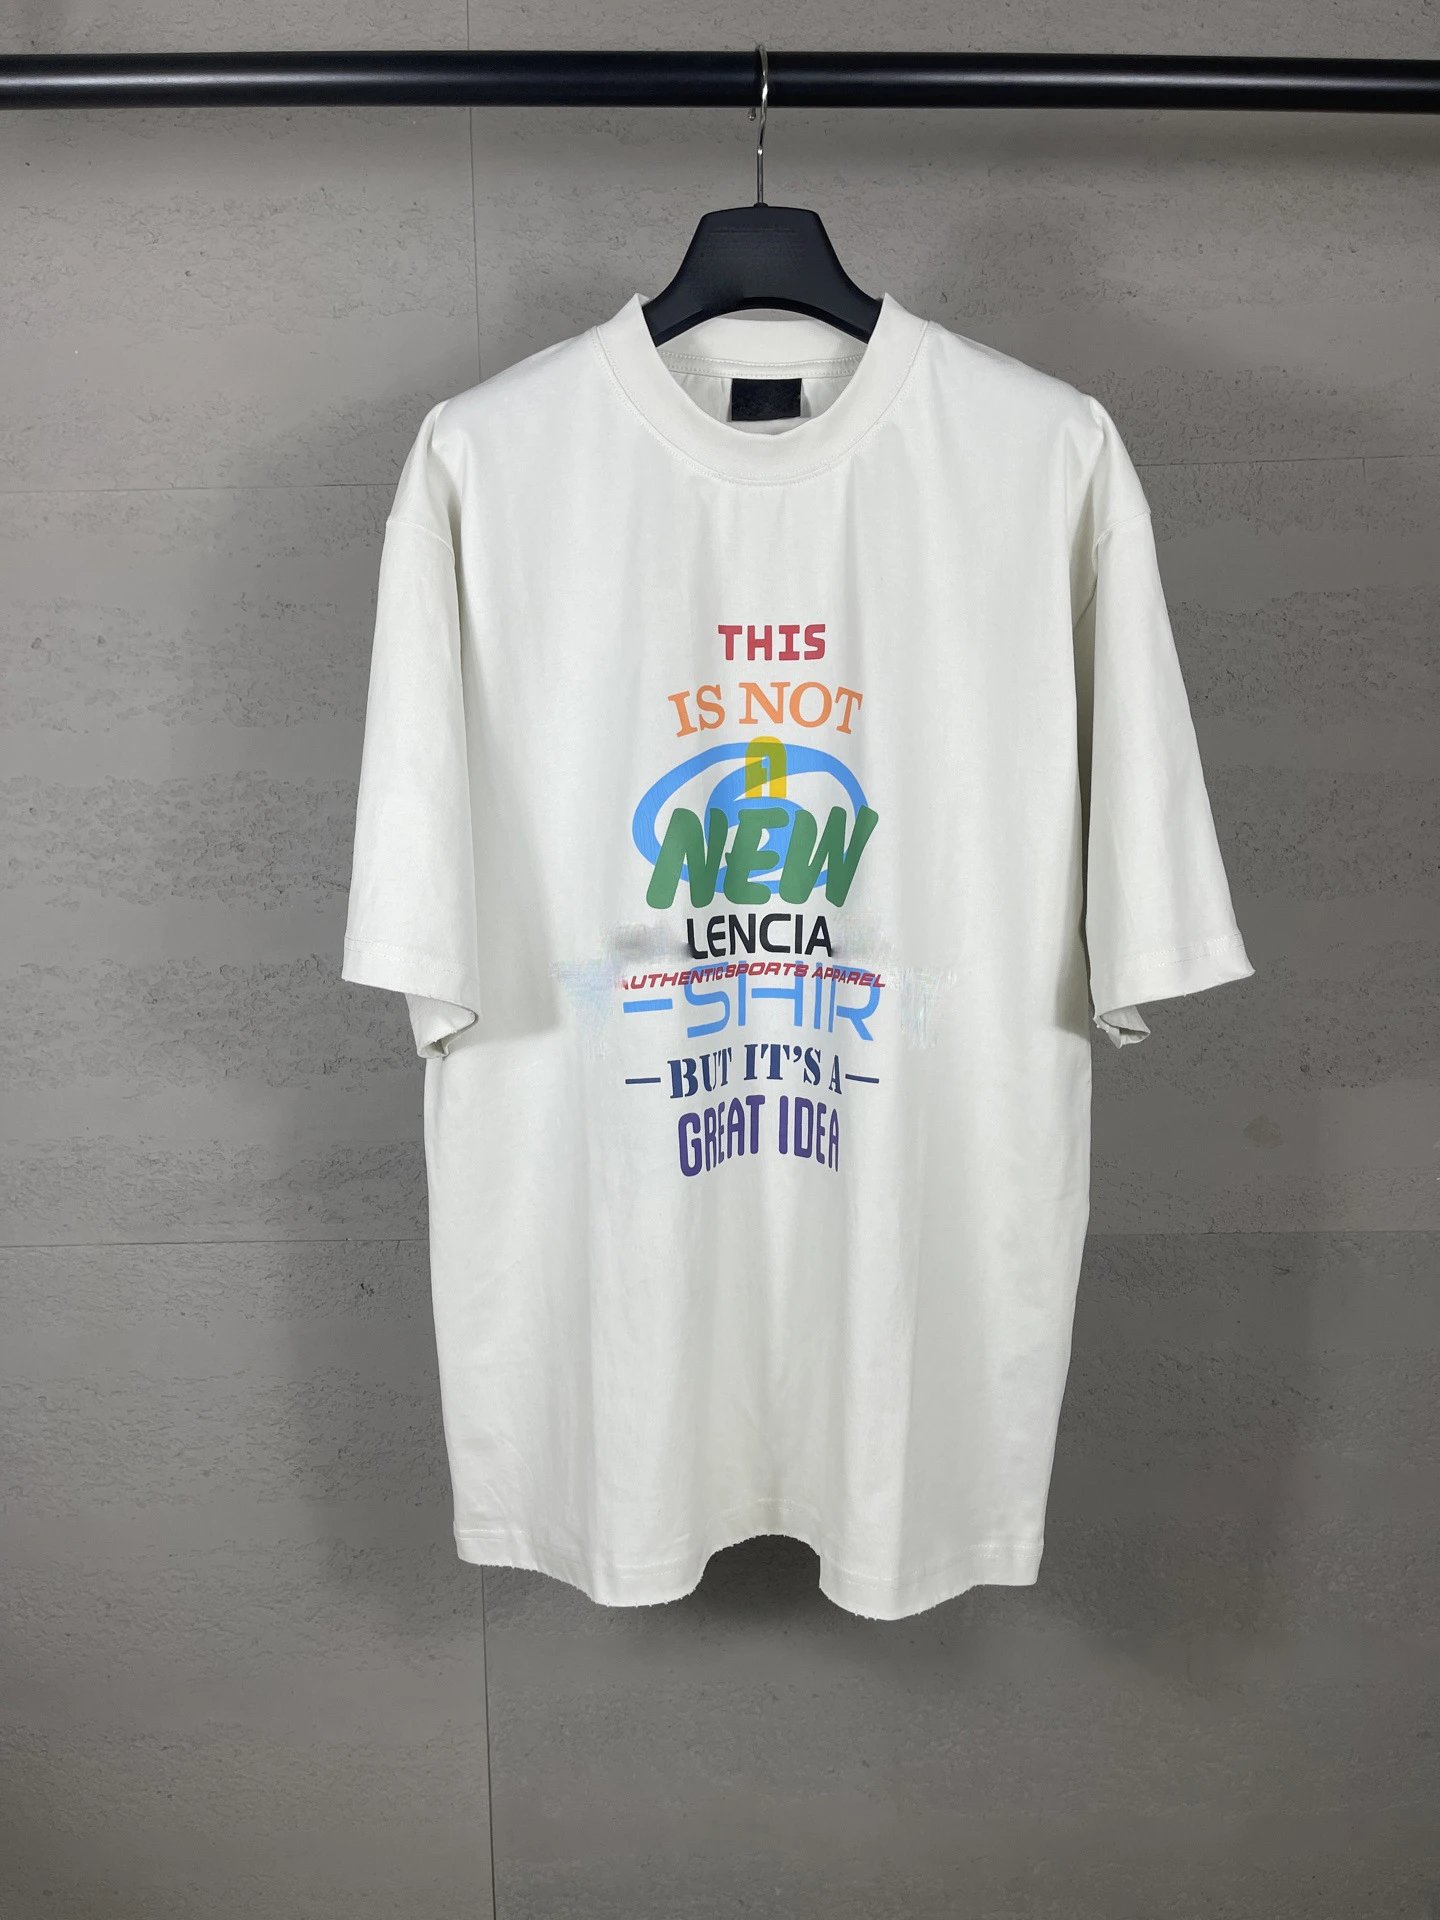 THIS
IS NOT
A
NEW
LENCIA
AUTHENTIC SPORTS APPAREL
-SHIR
BUT IT'S A
GREAT IDEA